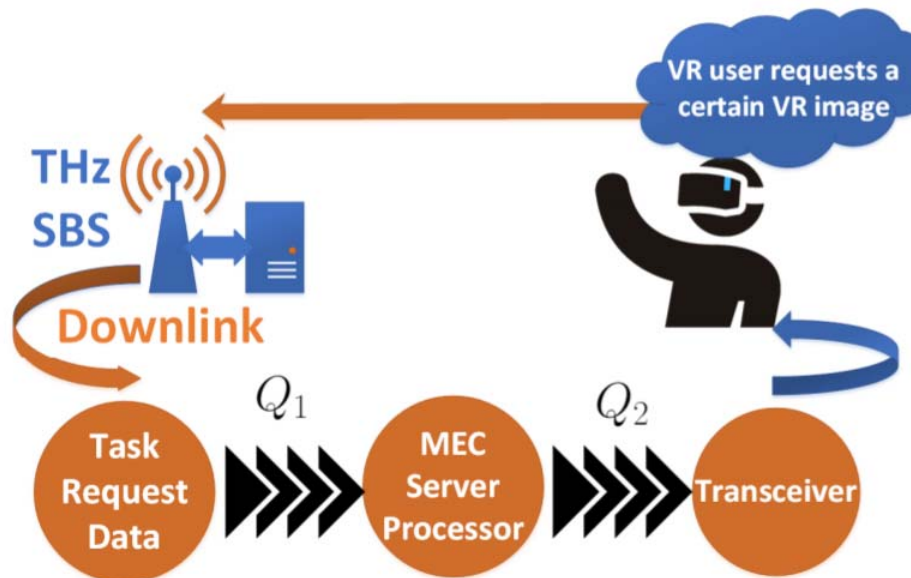 VR user requests a
certain VR image
THz
SBS
Downlink
Q₁
Q₂
Task
Request
Data
MEC
Server
Processor
Transceiver